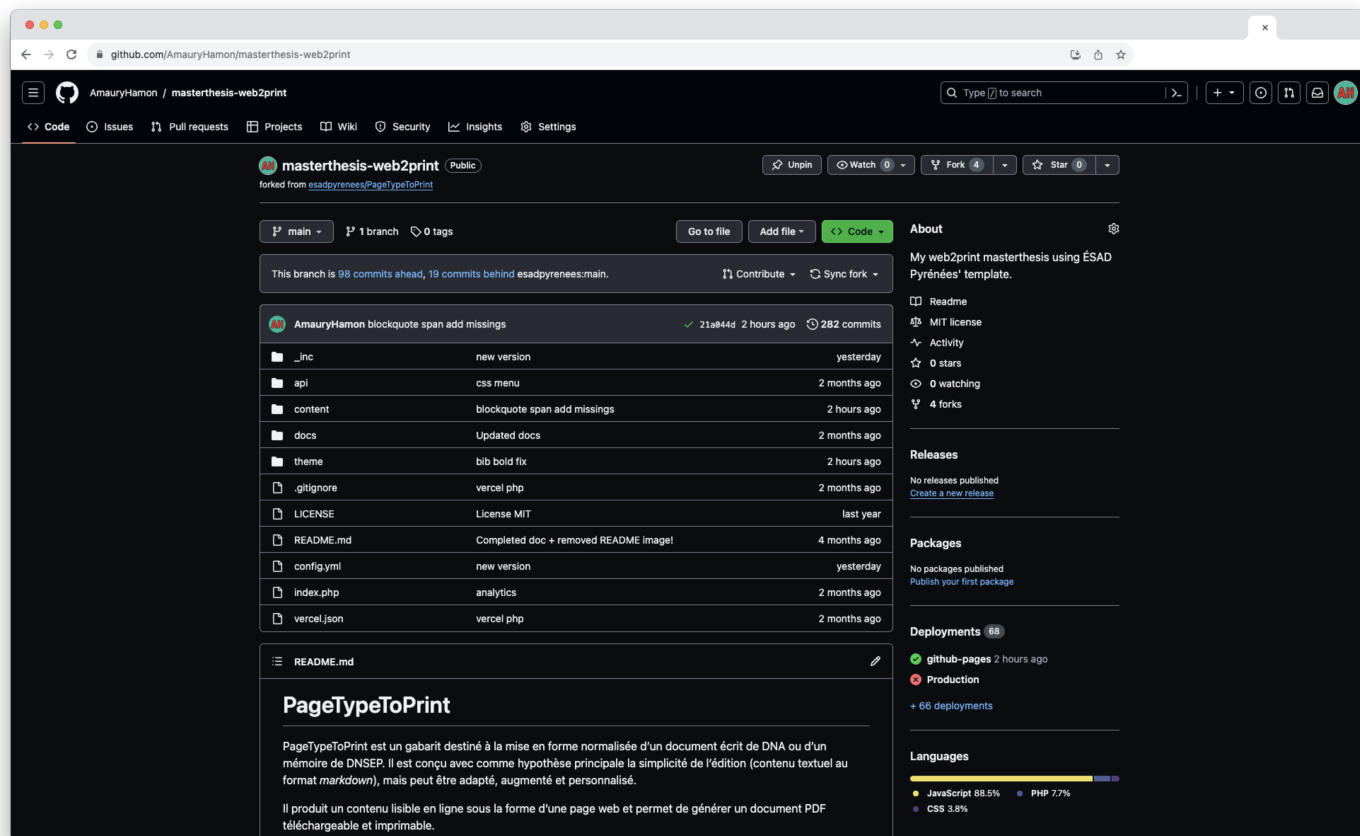 github.com/AmauryHamon/masterthesis-web2print
AmauryHamon / masterthesis-web2print
Type / to search
AH
Code Issues Pull requests Projects Wiki Security Insights Settings
AH masterthesis-web2print Public
Unpin Watch 0 Fork 4 Star 0
forked from esadpyrenees/PageTypeToPrint
main 1 branch 0 tags Go to file Add file Code
This branch is 98 commits ahead, 19 commits behind esadpyrenees:main. Contribute Sync fork
AH AmauryHamon blockquote span add missings 21a044d 2 hours ago 282 commits
_inc new version yesterday
api css menu 2 months ago
content blockquote span add missings 2 hours ago
docs Updated docs 2 months ago
theme bib bold fix 2 hours ago
.gitignore vercel php 2 months ago
LICENSE License MIT last year
README.md Completed doc + removed README image! 4 months ago
config.yml new version yesterday
index.php analytics 2 months ago
vercel.json vercel php 2 months ago
README.md
PageTypeToPrint
PageTypeToPrint est un gabarit destiné à la mise en forme normalisée d'un document écrit de DNA ou d'un
mémoire de DNSEP. Il est conçu avec comme hypothèse principale la simplicité de l'édition (contenu textuel au
format markdown), mais peut être adapté, augmenté et personnalisé.
Il produit un contenu lisible en ligne sous la forme d'une page web et permet de générer un document PDF
téléchargeable et imprimable.
About
My web2print masterthesis using ÉSAD
Pyrénées' template.
Readme
MIT license
Activity
0 stars
0 watching
4 forks
Releases
No releases published
Create a new release
Packages
No packages published
Publish your first package
Deployments 68
github-pages 2 hours ago
Production
+ 66 deployments
Languages
JavaScript 88.5% PHP 7.7%
CSS 3.8%